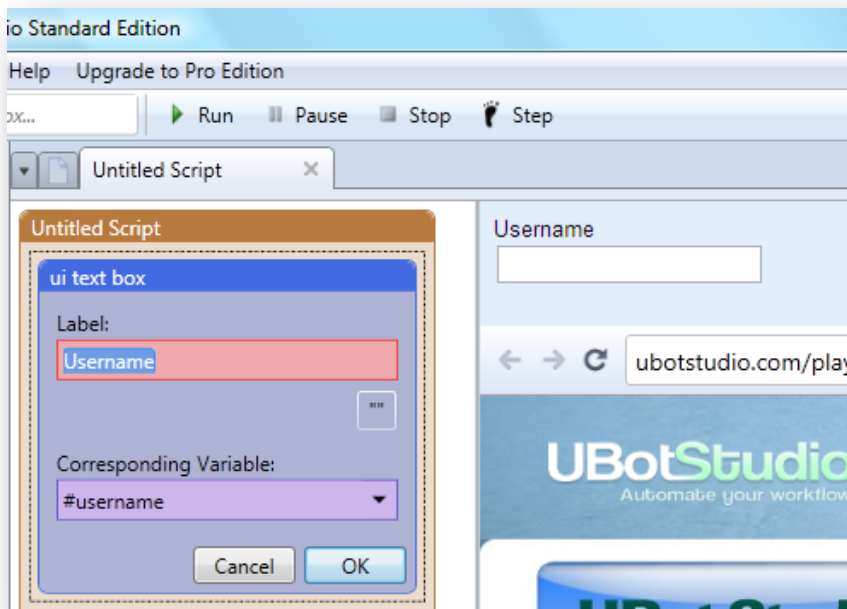 io Standard Edition
Help Upgrade to Pro Edition
ox...
Run Pause Stop Step
Untitled Script
Untitled Script
ui text box
Label:
Username
""
Corresponding Variable:
#username
Cancel OK
Username
ubotstudio.com/play
UBotStudio
Automate your workflow